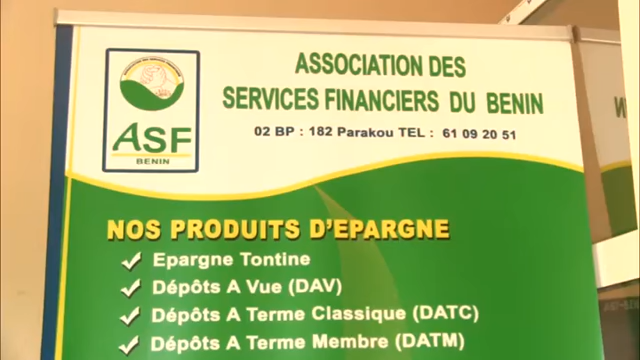 ASF
BENIN
ASSOCIATION DES
SERVICES FINANCIERS DU BENIN
02 BP : 182 Parakou TEL : 61 09 20 51
NOS PRODUITS D'EPARGNE
Epargne Tontine
Dépôts A Vue (DAV)
Dépôts A Terme Classique (DATC)
Dépôts A Terme Membre (DATM)